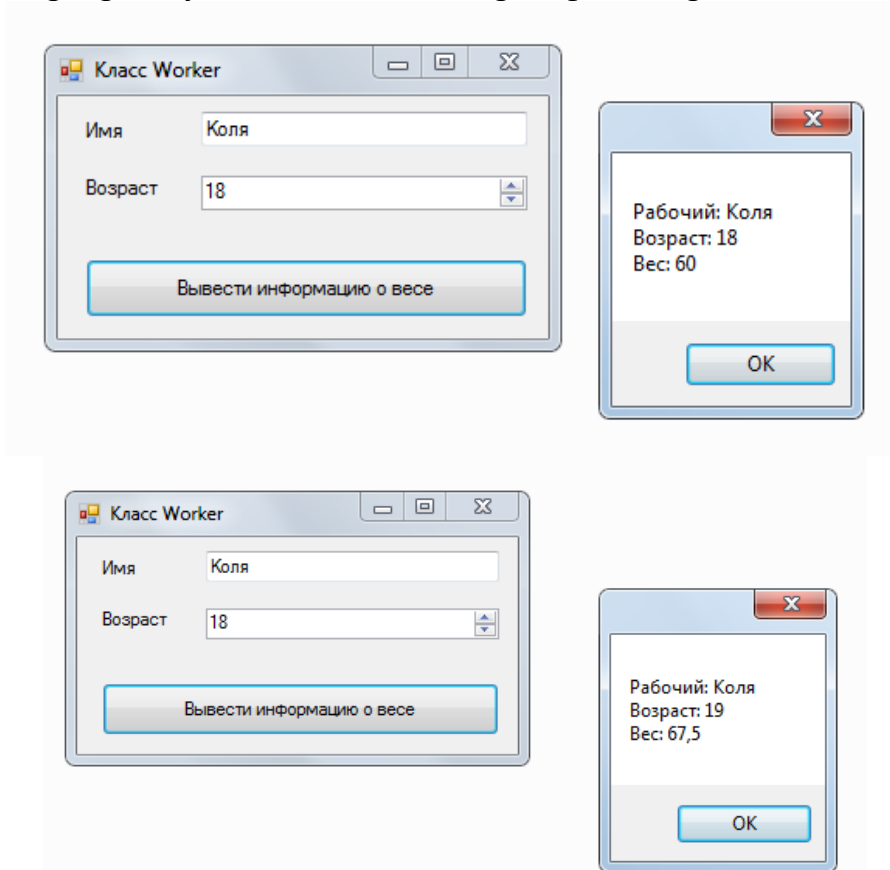 Класс Worker
Имя
Коля
Возраст
18
Вывести информацию о весе
Рабочий: Коля
Возраст: 18
Вес: 60
OK
Класс Worker
Имя
Коля
Возраст
18
Вывести информацию о весе
Рабочий: Коля
Возраст: 19
Вес: 67,5
OK